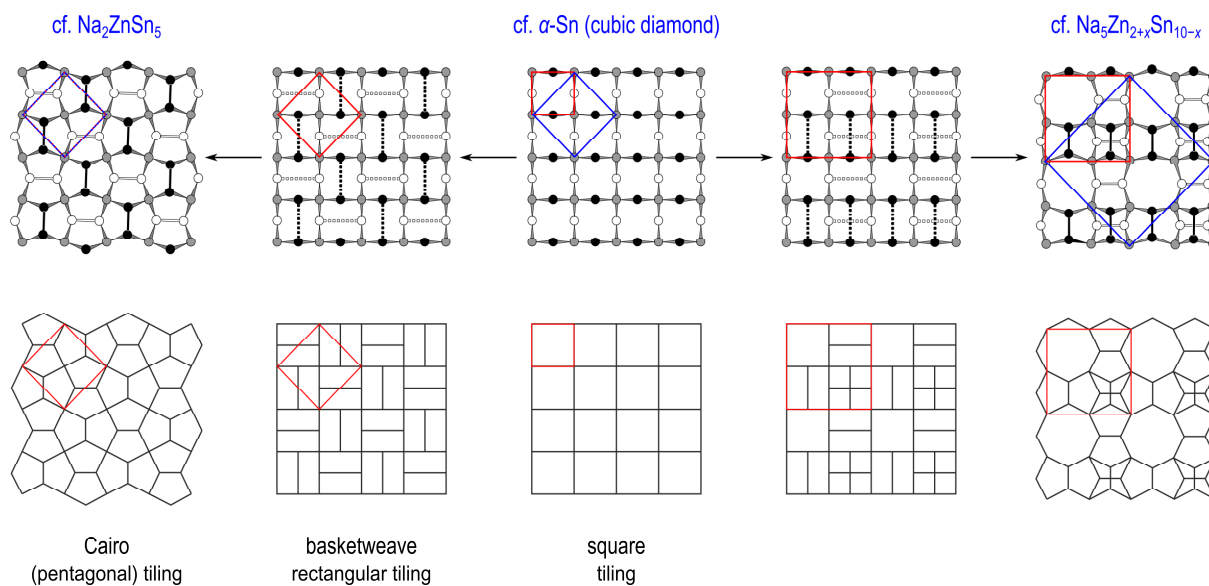 cf. Na₂ZnSn₅
cf. α-Sn (cubic diamond)
cf. Na₅Zn₂₊ₓSn₁₀₋ₓ
Cairo
(pentagonal) tiling
basketweave
rectangular tiling
square
tiling